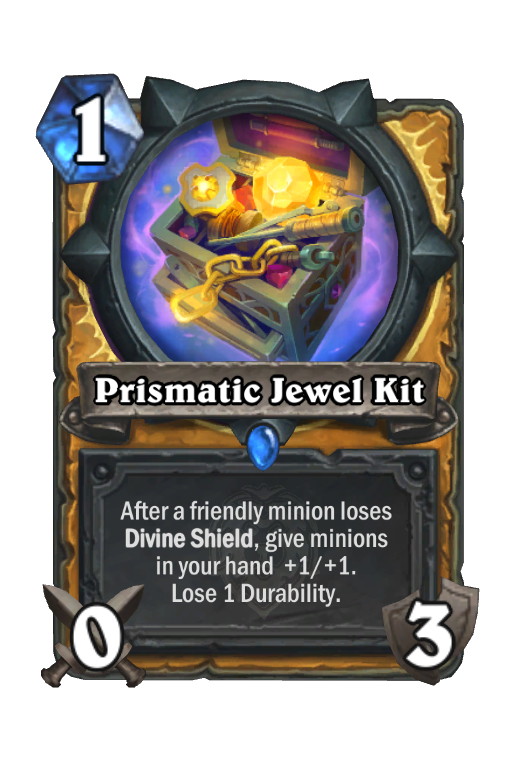 1
Prismatic Jewel Kit
After a friendly minion loses
Divine Shield, give minions
in your hand +1/+1.
Lose 1 Durability.
0
3